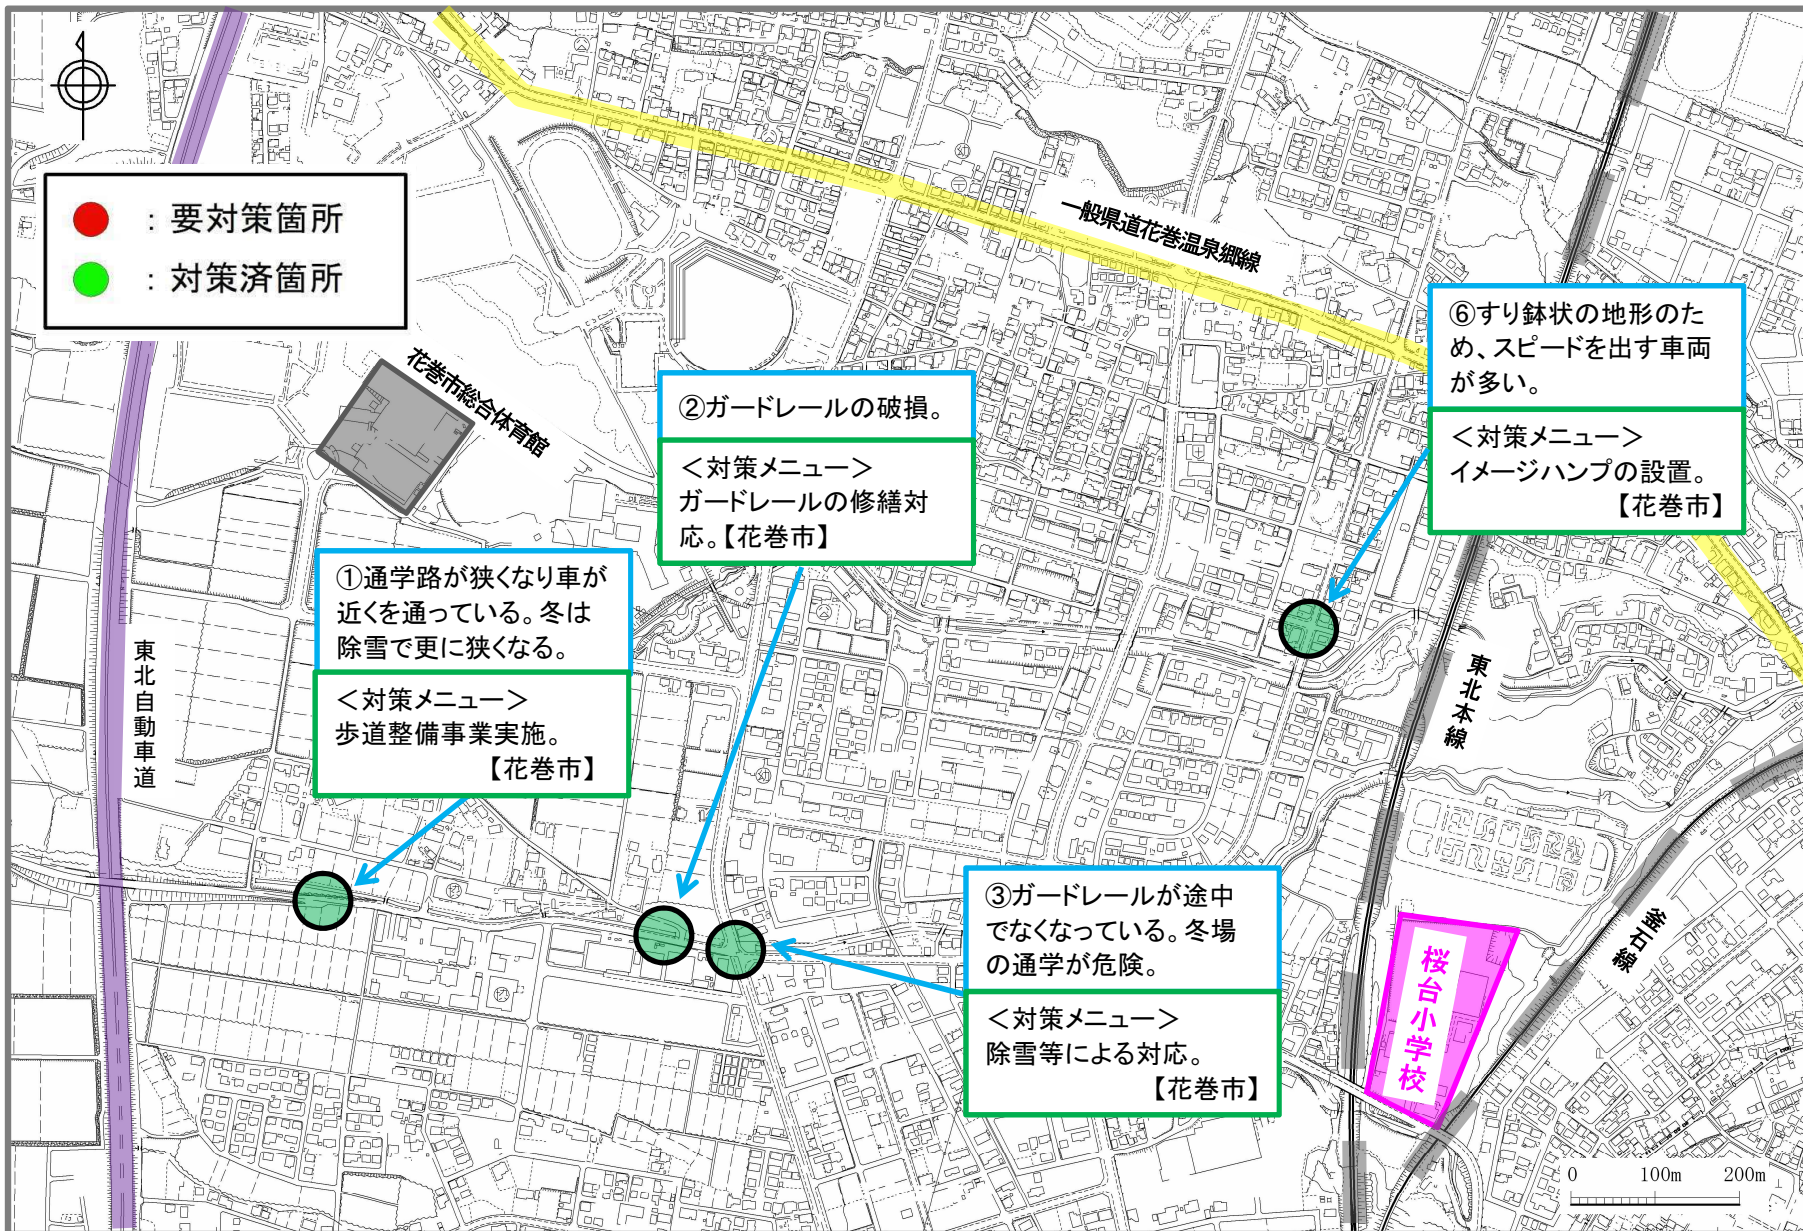 ：要対策箇所
：対策済箇所
一般県道花巻温泉郷線
花巻市総合体育館
⑥すり鉢状の地形のた
め、スピードを出す車両
が多い。
＜対策メニュー＞
イメージハンプの設置。
【花巻市】
②ガードレールの破損。
＜対策メニュー＞
ガードレールの修繕対
応。【花巻市】
①通学路が狭くなり車が
近くを通っている。冬は
除雪で更に狭くなる。
＜対策メニュー＞
歩道整備事業実施。
【花巻市】
東北自動車道
東北本線
③ガードレールが途中
でなくなっている。冬場
の通学が危険。
＜対策メニュー＞
除雪等による対応。
【花巻市】
釜石線
桜台小学校
0 100m 200m